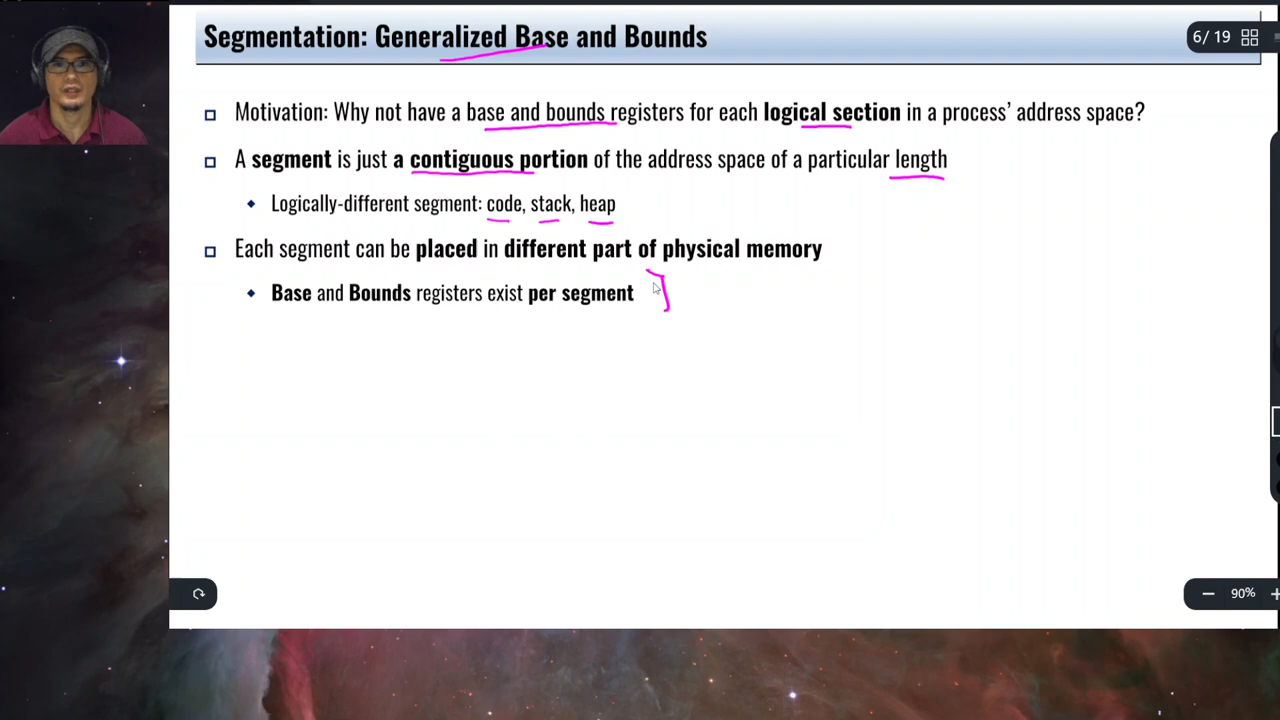 Segmentation: Generalized Base and Bounds
6/ 19
Motivation: Why not have a base and bounds registers for each logical section in a process’ address space?
A segment is just a contiguous portion of the address space of a particular length
Logically-different segment: code, stack, heap
Each segment can be placed in different part of physical memory
Base and Bounds registers exist per segment
90%